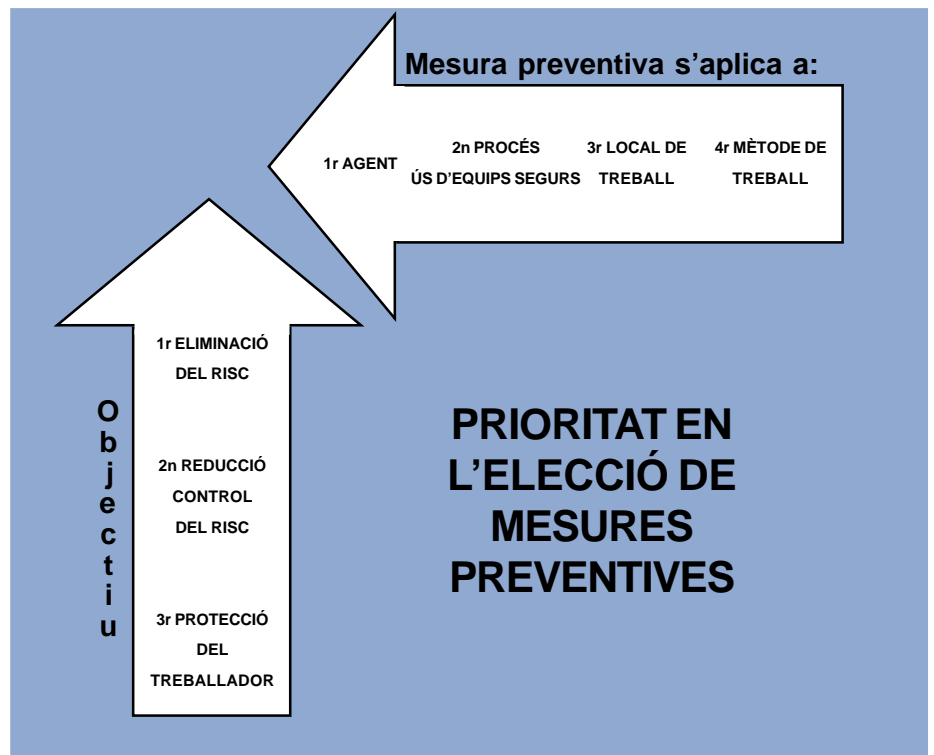 Mesura preventiva s’aplica a:
1r AGENT
2n PROCÉS
ÚS D’EQUIPS SEGURS
3r LOCAL DE
TREBALL
4r MÈTODE DE
TREBALL
Objectiu
1r ELIMINACIÓ
DEL RISC
2n REDUCCIÓ
CONTROL
DEL RISC
3r PROTECCIÓ
DEL
TREBALLADOR
PRIORITAT EN
L’ELECCIÓ DE
MESURES
PREVENTIVES